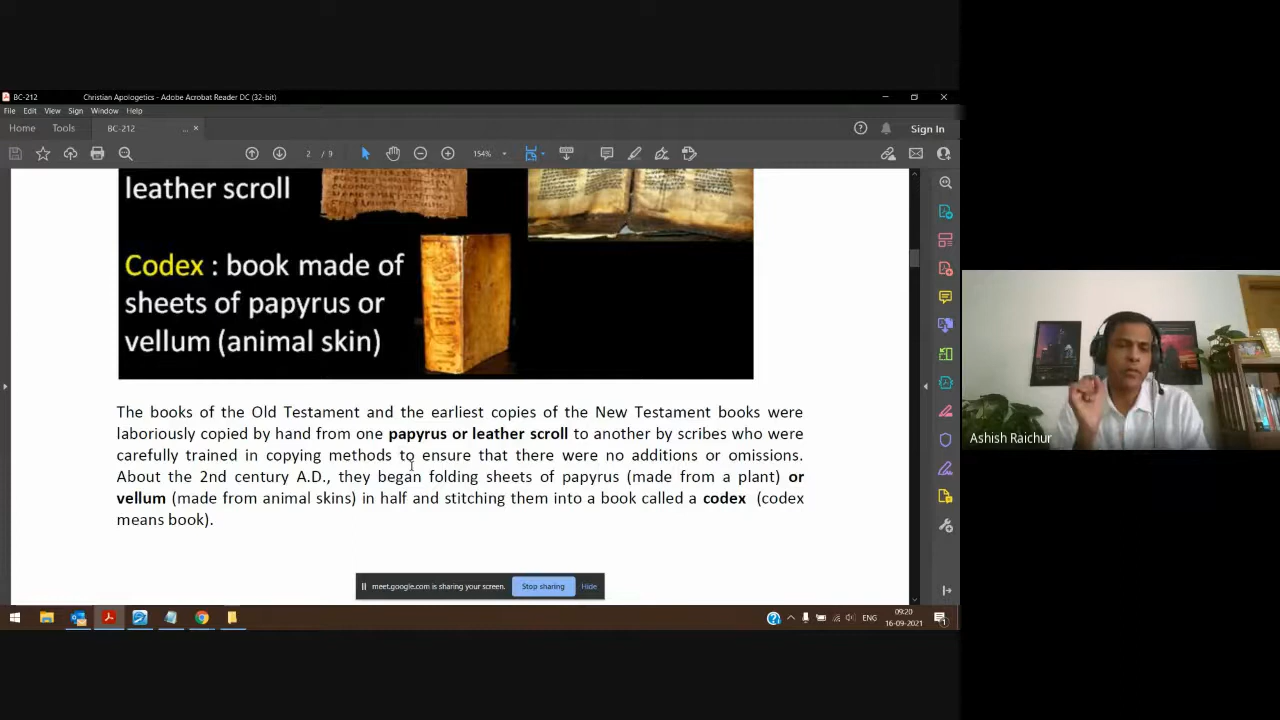 BC-212 Christian Apologetics - Adobe Acrobat Reader DC (32-bit)
File Edit View Sign Window Help
Home Tools BC-212 ... × Sign In
2 / 9 154%
leather scroll
Codex : book made of
sheets of papyrus or
vellum (animal skin)
The books of the Old Testament and the earliest copies of the New Testament books were
laboriously copied by hand from one papyrus or leather scroll to another by scribes who were
carefully trained in copying methods to ensure that there were no additions or omissions.
About the 2nd century A.D., they began folding sheets of papyrus (made from a plant) or
vellum (made from animal skins) in half and stitching them into a book called a codex (codex
means book).
meet.google.com is sharing your screen. Stop sharing Hide
ENG 09:20
16-09-2021
Ashish Raichur